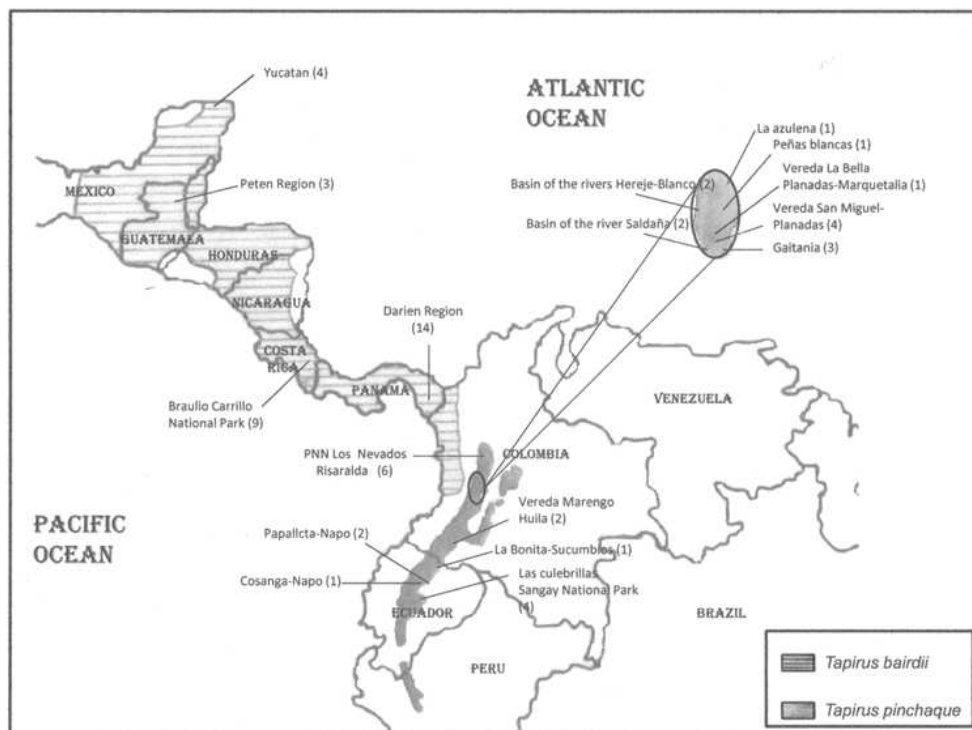 Yucatan (4)
ATLANTIC
OCEAN
La azulena (1)
Peñas blancas (1)
MEXICO
Peten Region (3)
Basin of the rivers Hereje-Blanco (2)
Vereda La Bella
Planadas-Marquetalia (1)
Vereda San Miguel-
Planadas (4)
Basin of the river Saldaña (2)
Gaitania (3)
GUATEMAEA
HONDURAS
NICARAGUA
Darien Region
(14)
COSTA
RICA
PANAMA
VENEZUELA
Braulio Carrillo
National Park (9)
PNN Los Nevados
Risaralda (6)
COLOMBIA
PACIFIC
OCEAN
Vereda Marengo
Huila (2)
Papallcta-Napo (2)
La Bonita-Sucumbios (1)
Cosanga-Napo (1)
Las culebrillas
Sangay National Park
(4)
ECUADOR
BRAZIL
PERU
Tapirus bairdii
Tapirus pinchaque